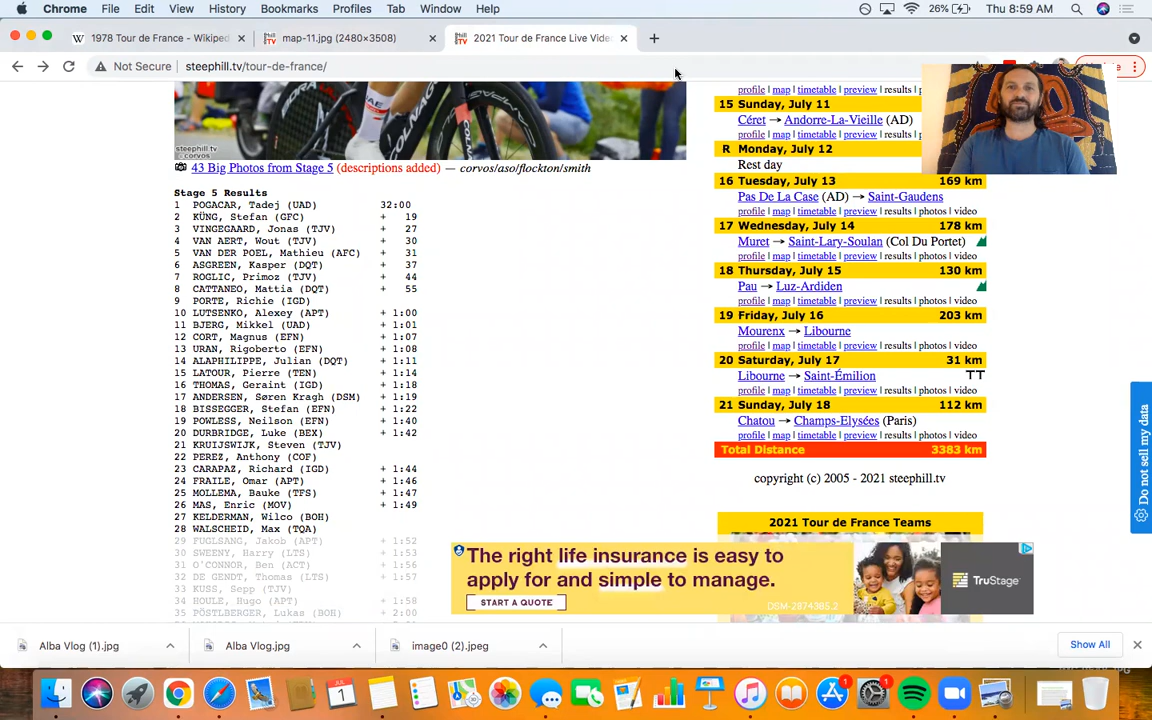 Chrome File Edit View History Bookmarks Profiles Tab Window Help 26% Thu 8:59 AM
1978 Tour de France - Wikiped
map-11.jpg (2480×3508)
2021 Tour de France Live Vide
Not Secure steephill.tv/tour-de-france/
steephill tv
corvos
43 Big Photos from Stage 5 (descriptions added) — corvos/aso/flockton/smith
Stage 5 Results
1 POGACAR, Tadej (UAD) 32:00
2 KÜNG, Stefan (GFC) + 19
3 VINGEGAARD, Jonas (TJV) + 27
4 VAN AERT, Wout (TJV) + 30
5 VAN DER POEL, Mathieu (AFC) + 31
6 ASGREEN, Kasper (DQT) + 37
7 ROGLIC, Primoz (TJV) + 44
8 CATTANEO, Mattia (DQT) + 55
9 PORTE, Richie (IGD)
10 LUTSENKO, Alexey (APT) + 1:00
11 BJERG, Mikkel (UAD) + 1:01
12 CORT, Magnus (EFN) + 1:07
13 URAN, Rigoberto (EFN) + 1:08
14 ALAPHILIPPE, Julian (DQT) + 1:11
15 LATOUR, Pierre (TEN) + 1:14
16 THOMAS, Geraint (IGD) + 1:18
17 ANDERSEN, Søren Kragh (DSM) + 1:19
18 BISSEGGER, Stefan (EFN) + 1:22
19 POWLESS, Neilson (EFN) + 1:40
20 DURBRIDGE, Luke (BEX) + 1:42
21 KRUIJSWIJK, Steven (TJV)
22 PEREZ, Anthony (COF)
23 CARAPAZ, Richard (IGD) + 1:44
24 FRAILE, Omar (APT) + 1:46
25 MOLLEMA, Bauke (TFS) + 1:47
26 MAS, Enric (MOV) + 1:49
27 KELDERMAN, Wilco (BOH)
28 WALSCHEID, Max (TQA)
29 FUGLSANG, Jakob (APT) + 1:52
30 SWEENY, Harry (LTS) + 1:53
31 O'CONNOR, Ben (ACT) + 1:56
32 DE GENDT, Thomas (LTS) + 1:57
33 KUSS, Sepp (TJV)
34 HOULE, Hugo (APT) + 1:58
35 PÖSTLBERGER, Lukas (BOH) + 2:00
profile | map | timetable | preview | results |
15 Sunday, July 11
Céret → Andorre-La-Vieille (AD)
profile | map | timetable | preview | results |
R Monday, July 12
Rest day
16 Tuesday, July 13 169 km
Pas De La Case (AD) → Saint-Gaudens
profile | map | timetable | preview | results | photos | video
17 Wednesday, July 14 178 km
Muret → Saint-Lary-Soulan (Col Du Portet)
profile | map | timetable | preview | results | photos | video
18 Thursday, July 15 130 km
Pau → Luz-Ardiden
profile | map | timetable | preview | results | photos | video
19 Friday, July 16 203 km
Mourenx → Libourne
profile | map | timetable | preview | results | photos | video
20 Saturday, July 17 31 km
Libourne → Saint-Émilion TT
profile | map | timetable | preview | results | photos | video
21 Sunday, July 18 112 km
Chatou → Champs-Elysées (Paris)
profile | map | timetable | preview | results | photos | video
Total Distance 3383 km
copyright (c) 2005 - 2021 steephill.tv
2021 Tour de France Teams
Do not sell my data
The right life insurance is easy to
apply for and simple to manage.
START A QUOTE
DSM-2874385.2
TruStage
Alba Vlog (1).jpg
Alba Vlog.jpg
image0 (2).jpeg
Show All